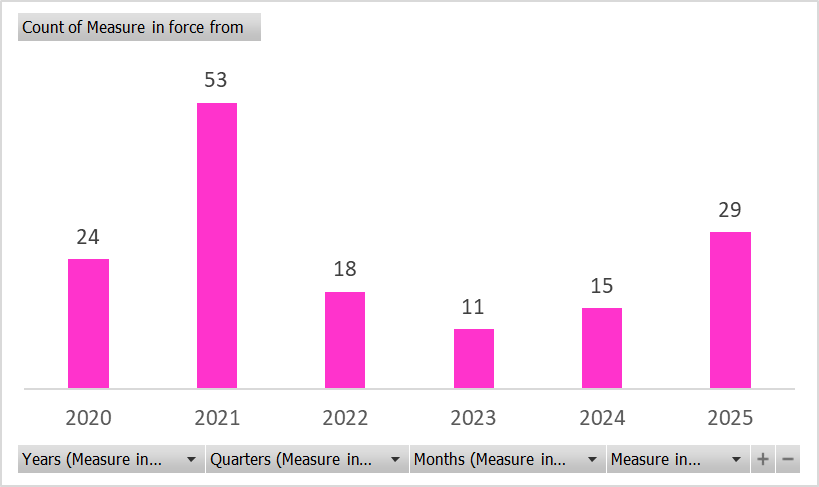 Count of Measure in force from
53
29
24
18
15
11
2020 2021 2022 2023 2024 2025
Years (Measure in... Quarters (Measure in... Months (Measure in... Measure in... + −